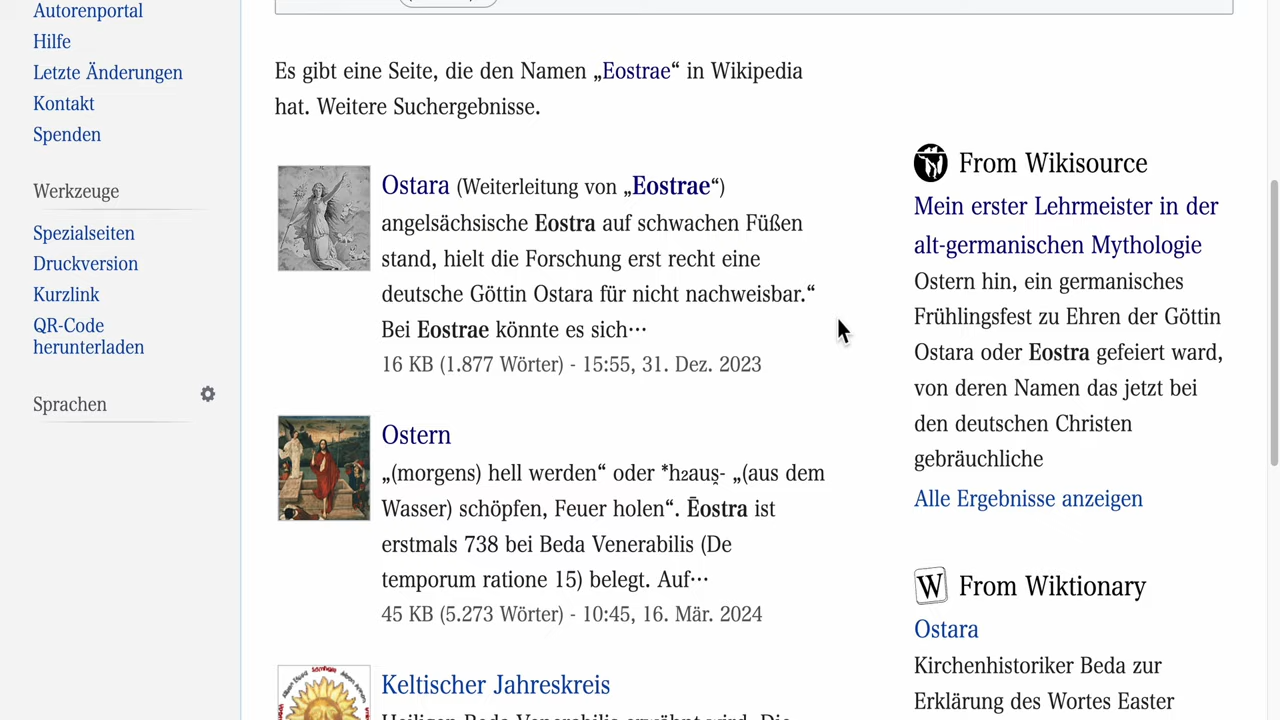 Autorenportal
Hilfe
Letzte Änderungen
Kontakt
Spenden
Werkzeuge
Spezialseiten
Druckversion
Kurzlink
QR-Code
herunterladen
Sprachen
Es gibt eine Seite, die den Namen „Eostrae“ in Wikipedia
hat. Weitere Suchergebnisse.
Ostara (Weiterleitung von „Eostrae“)
angelsächsische Eostra auf schwachen Füßen
stand, hielt die Forschung erst recht eine
deutsche Göttin Ostara für nicht nachweisbar.“
Bei Eostrae könnte es sich…
16 KB (1.877 Wörter) - 15:55, 31. Dez. 2023
Ostern
„(morgens) hell werden“ oder *h₂au̯s- „(aus dem
Wasser) schöpfen, Feuer holen“. Ēostra ist
erstmals 738 bei Beda Venerabilis (De
temporum ratione 15) belegt. Auf…
45 KB (5.273 Wörter) - 10:45, 16. Mär. 2024
Keltischer Jahreskreis
From Wikisource
Mein erster Lehrmeister in der
alt-germanischen Mythologie
Ostern hin, ein germanisches
Frühlingsfest zu Ehren der Göttin
Ostara oder Eostra gefeiert ward,
von deren Namen das jetzt bei
den deutschen Christen
gebräuchliche
Alle Ergebnisse anzeigen
W From Wiktionary
Ostara
Kirchenhistoriker Beda zur
Erklärung des Wortes Easter